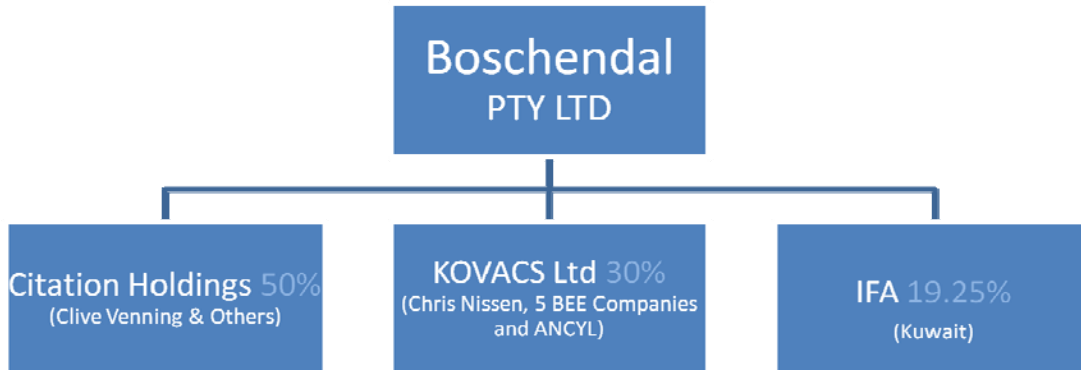 Boschendal
PTY LTD
Citation Holdings 50%
(Clive Venning & Others)
KOVACS Ltd 30%
(Chris Nissen, 5 BEE Companies
and ANCYL)
IFA 19.25%
(Kuwait)